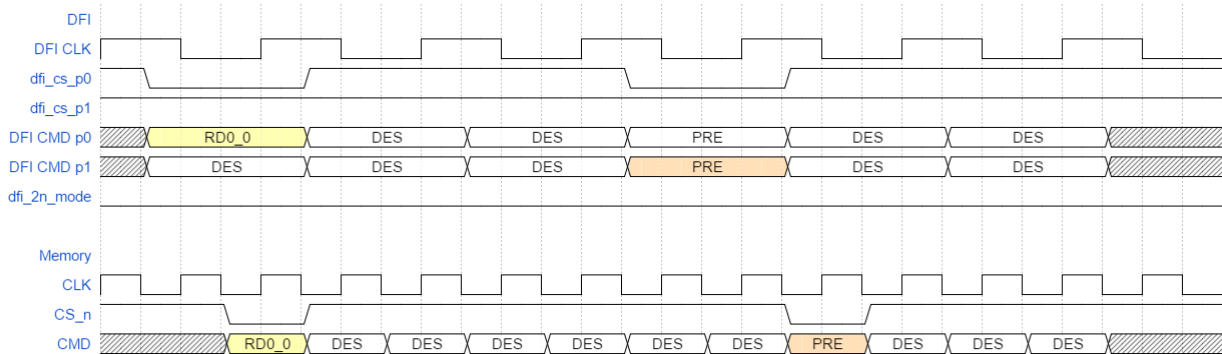 DFI
DFI CLK
dfi_cs_p0
dfi_cs_p1
DFI CMD p0 RD0_0 DES DES PRE DES DES
DFI CMD p1 DES DES DES PRE DES DES
dfi_2n_mode
Memory
CLK
CS_n
CMD RD0_0 DES DES DES DES DES DES PRE DES DES DES